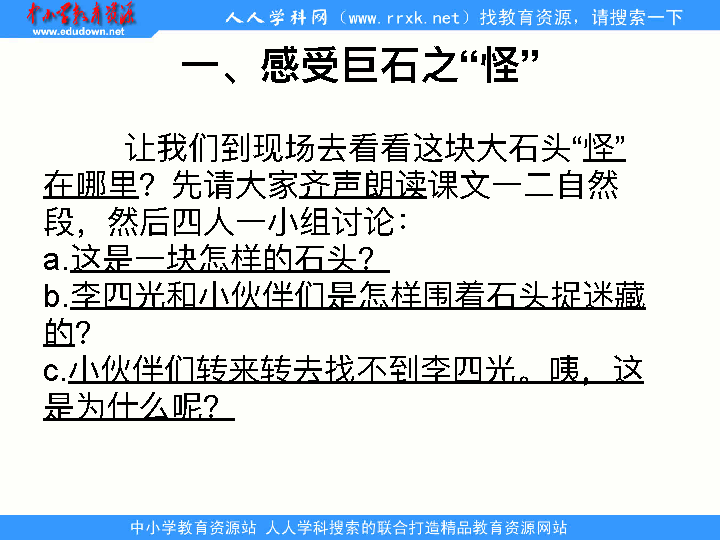 中小学教育资源
www.edudown.net
人人学科网（www.rrxk.net）找教育资源，请搜索一下
一、感受巨石之“怪”
让我们到现场去看看这块大石头“怪”
在哪里？先请大家齐声朗读课文一二自然
段，然后四人一小组讨论：
a.这是一块怎样的石头？
b.李四光和小伙伴们是怎样围着石头捉迷藏
的？
c.小伙伴们转来转去找不到李四光。咦，这
是为什么呢？
中小学教育资源站 人人学科搜索的联合打造精品教育资源网站